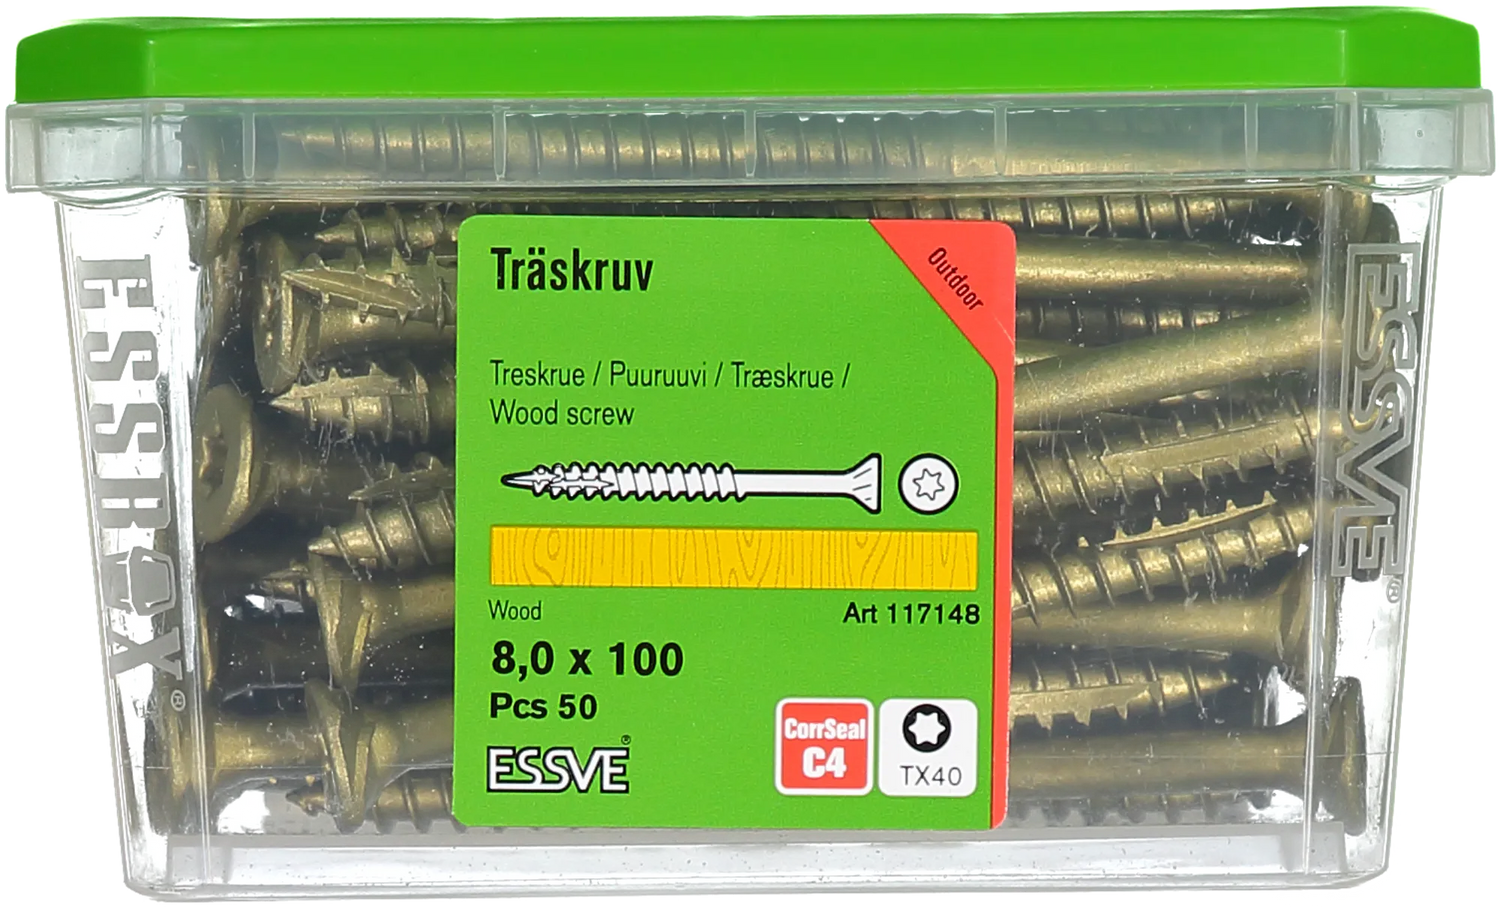 Träskruv
Outdoor
Treskrue / Puuruuvi / Træskrue /
Wood screw
Wood
Art 117148
8,0 x 100
Pcs 50
ESSVE®
CorrSeal
C4
TX40
ESSBOX®
ESSVE®